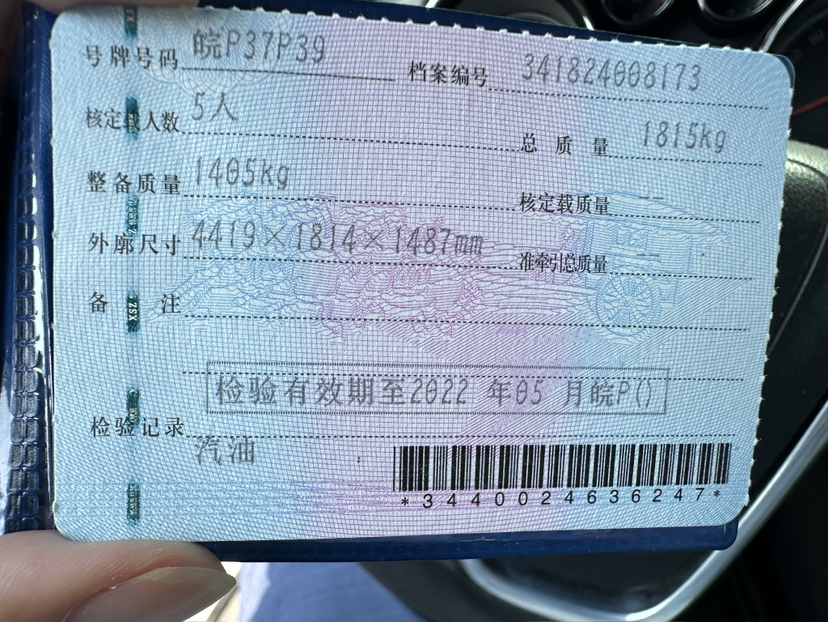 号牌号码 皖P37P39 档案编号 341824008173
核定载人数 5人 总质量 1815kg
整备质量 1405kg 核定载质量 --
外廓尺寸 4419×1814×1487mm 准牵引总质量 --
备注
检验有效期至2022年05月皖P()
检验记录
汽油
*3440024636247*
XSZ